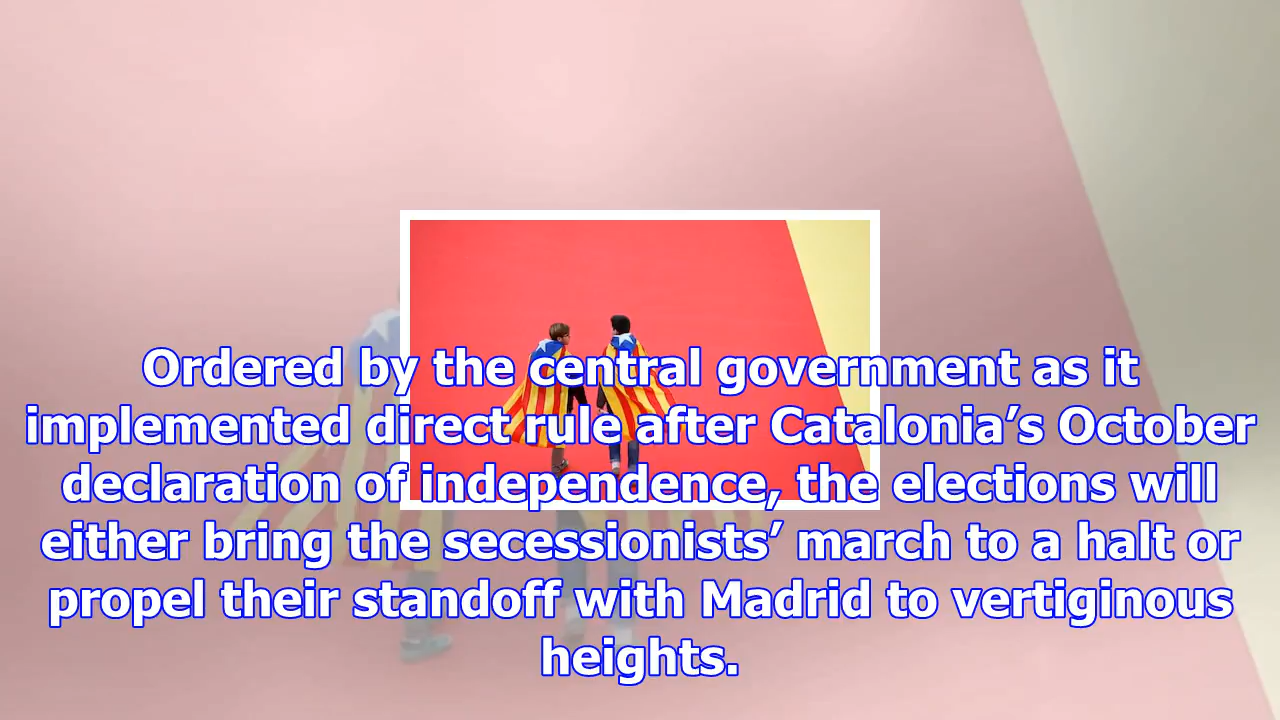 Ordered by the central government as it
implemented direct rule after Catalonia’s October
declaration of independence, the elections will
either bring the secessionists’ march to a halt or
propel their standoff with Madrid to vertiginous
heights.